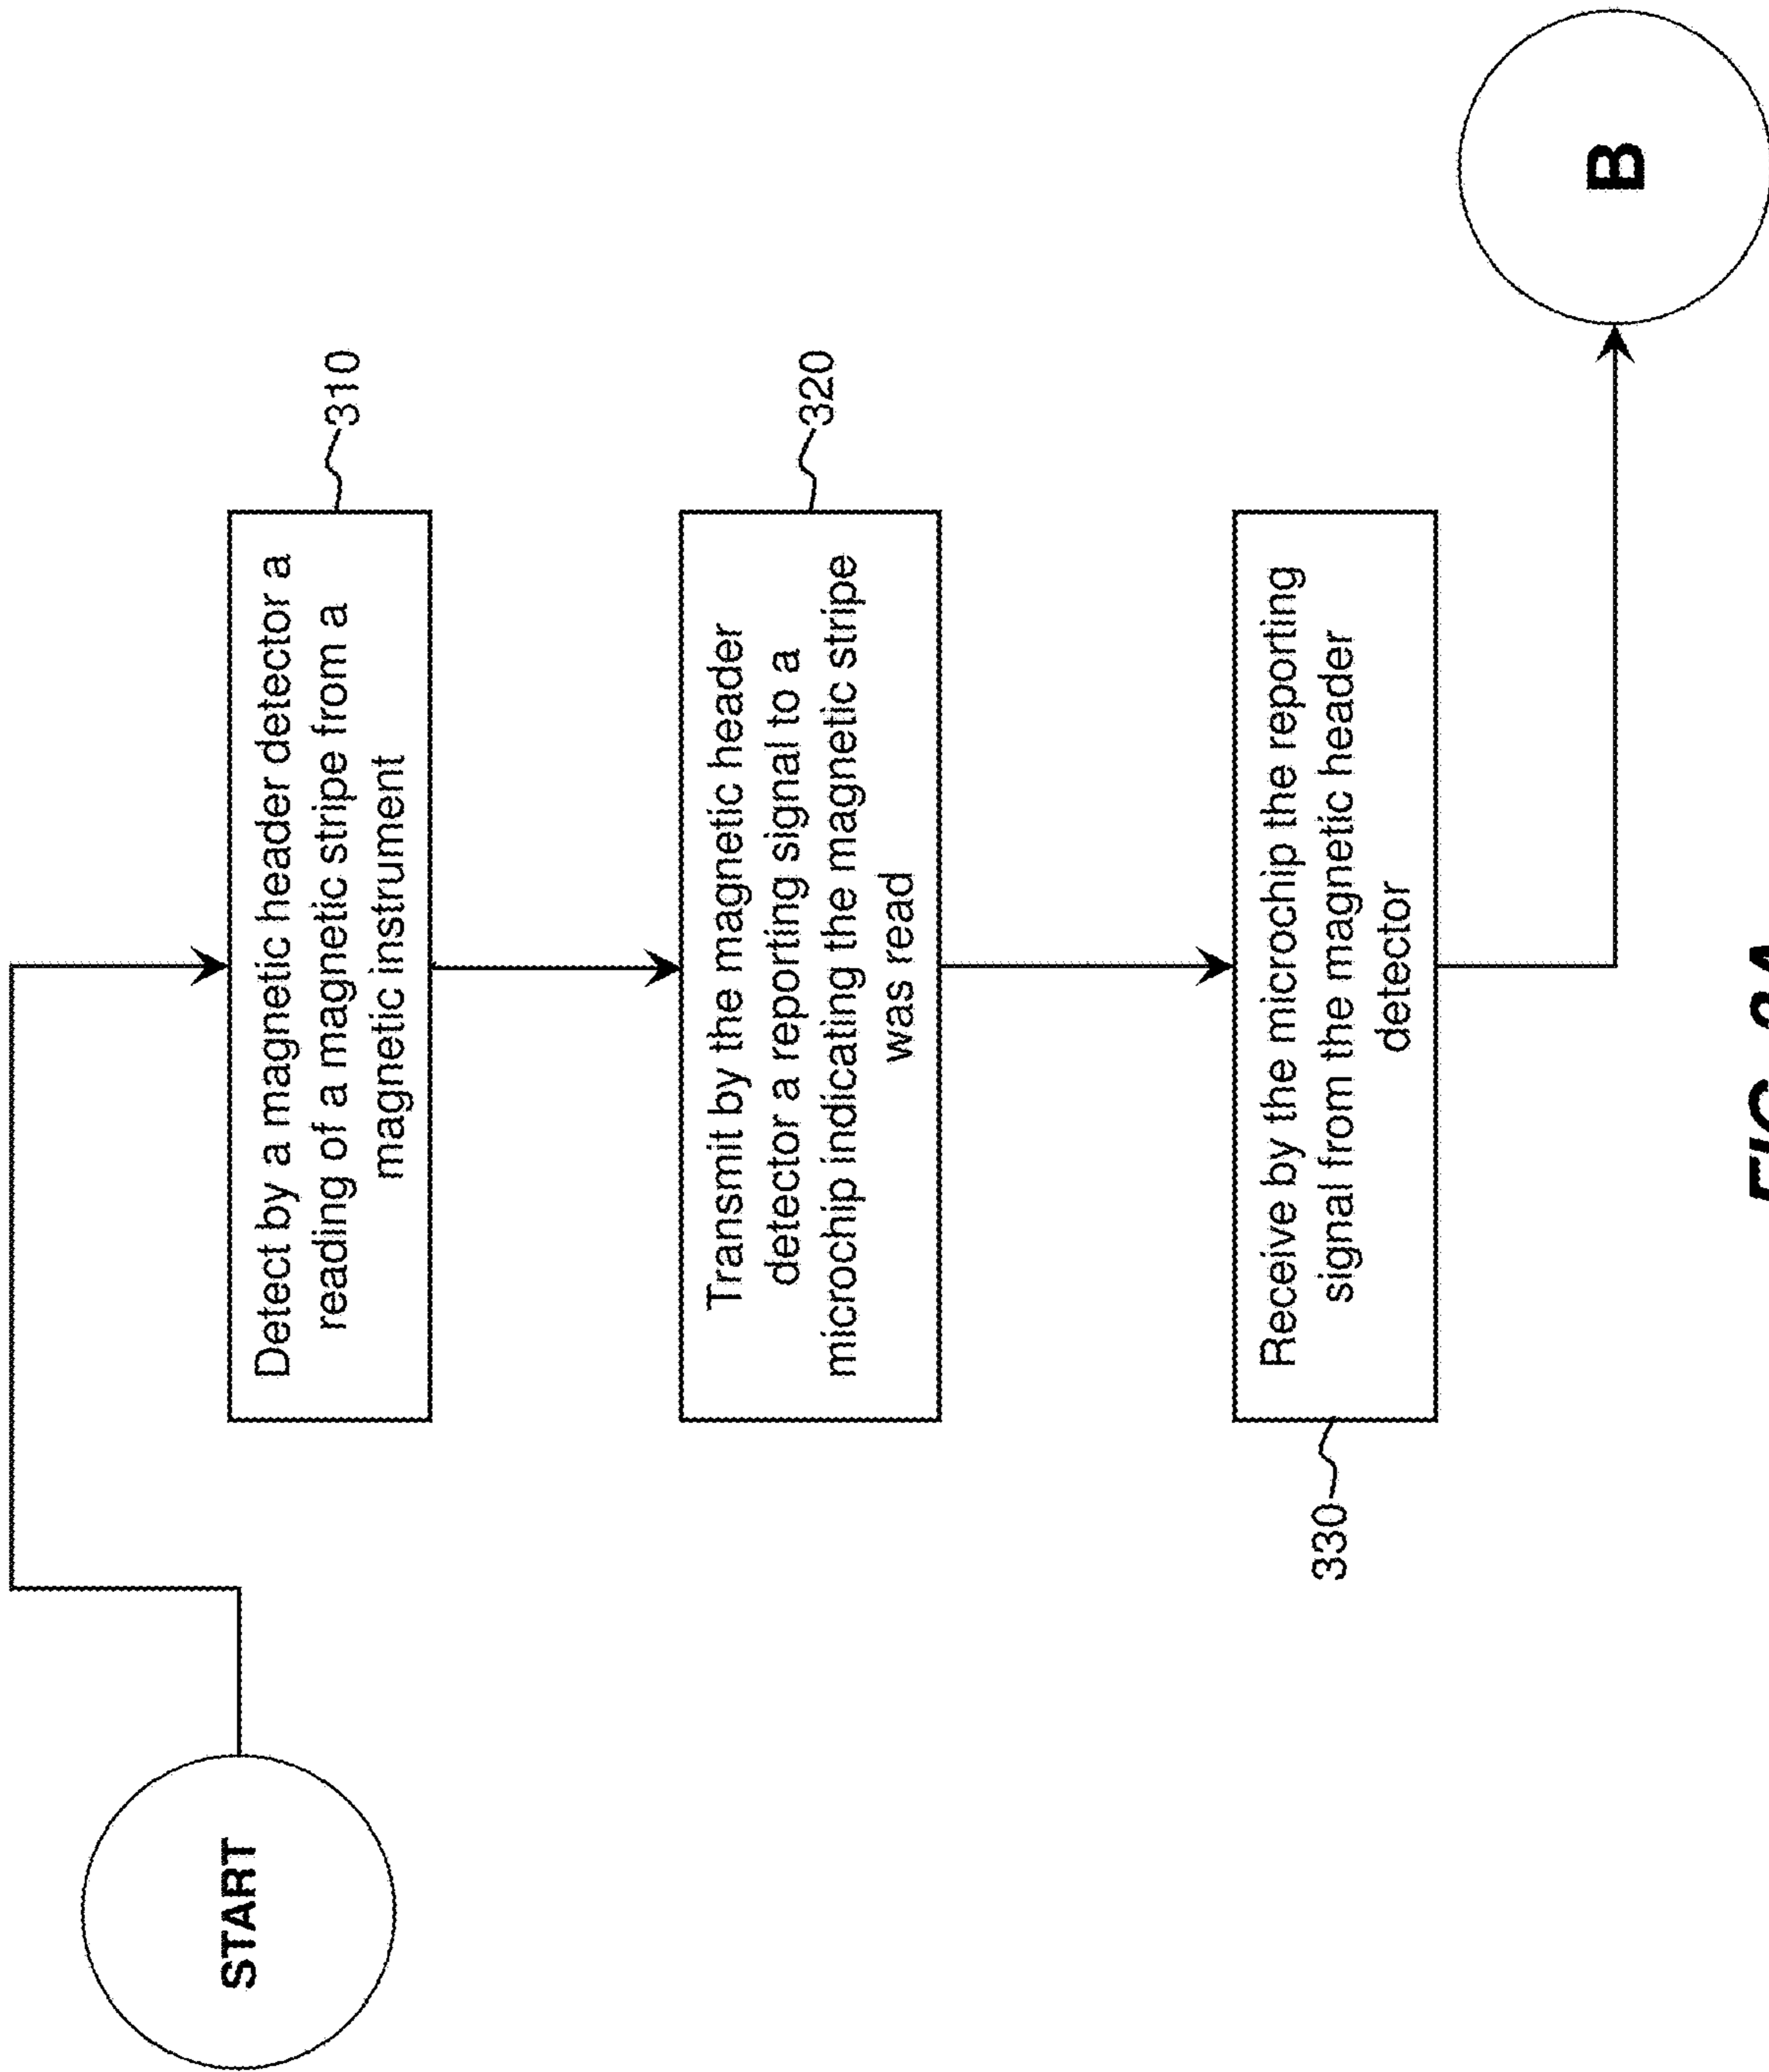 START
Detect by a magnetic header detector a
reading of a magnetic stripe from a
magnetic instrument
310
Transmit by the magnetic header
detector a reporting signal to a
microchip indicating the magnetic stripe
was read
320
330
Receive by the microchip the reporting
signal from the magnetic header
detector
B
FIG.